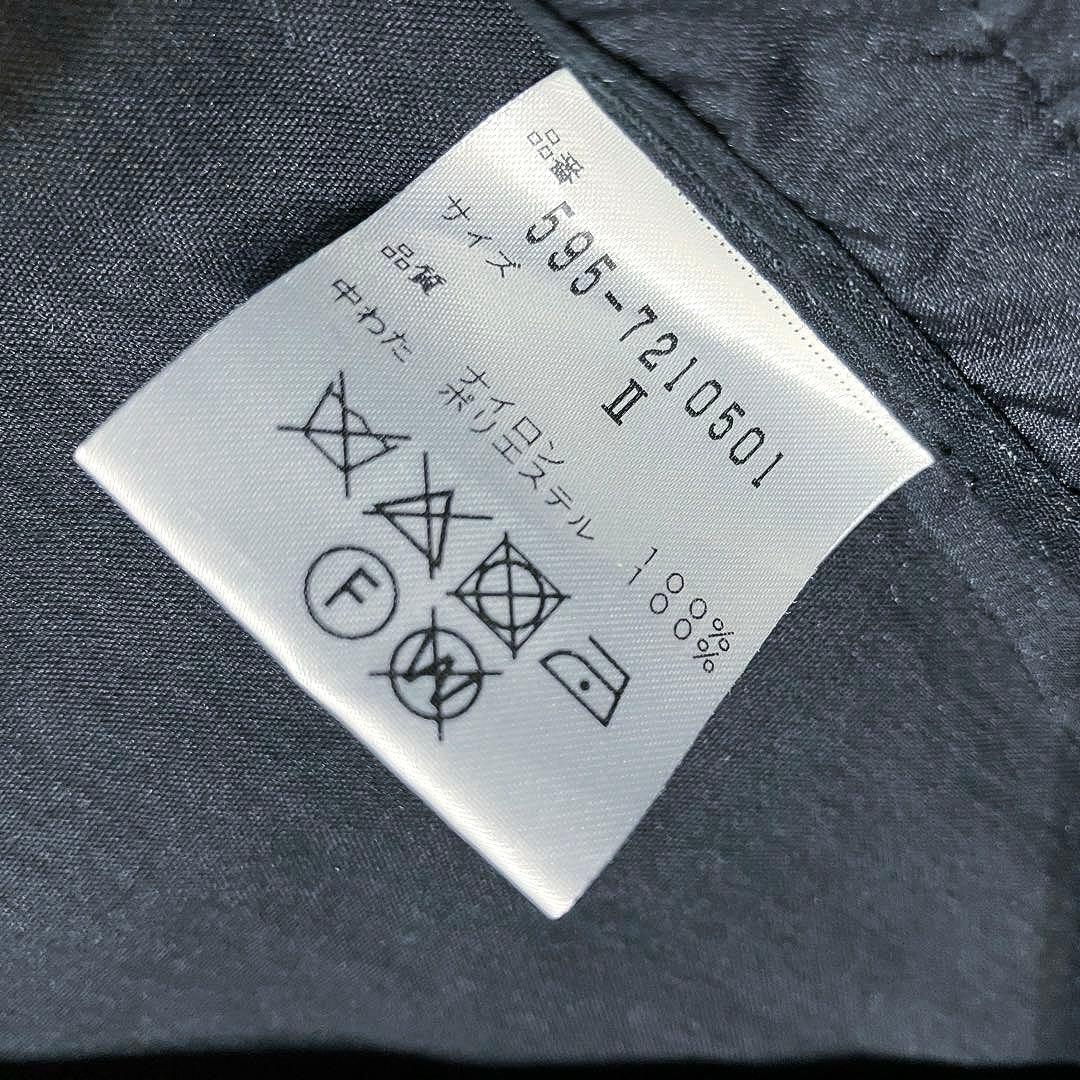 品番 595-7210501
サイズ Ⅱ
品質 ナイロン 100%
中わた ポリエステル 100%
F
W